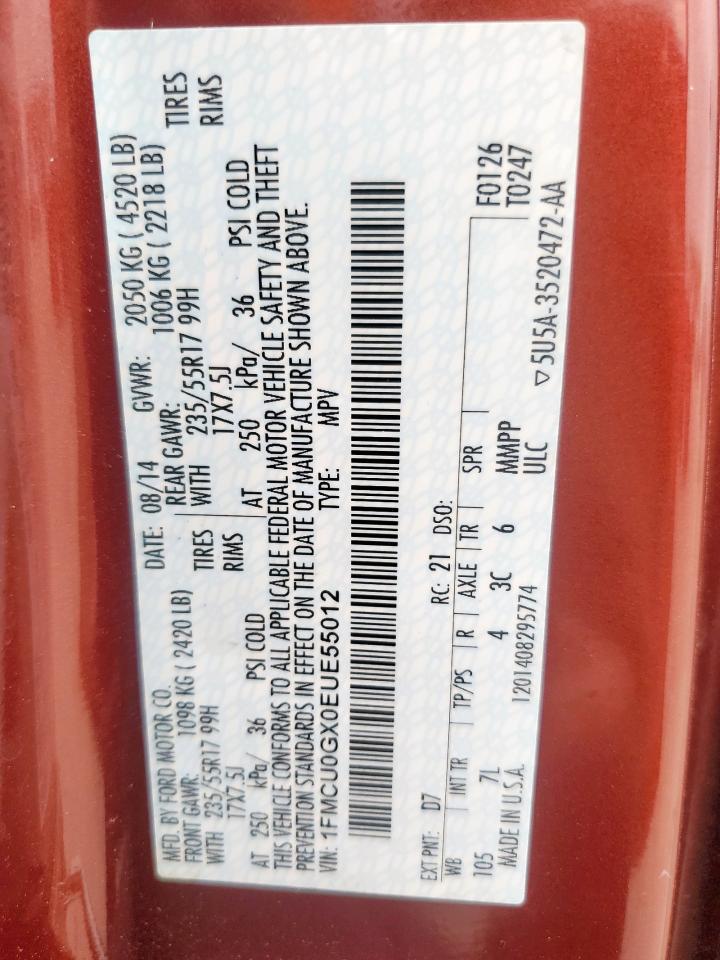 MFD. BY FORD MOTOR CO.
DATE: 08/14 GVWR: 2050 KG ( 4520 LB)
FRONT GAWR: 1098 KG ( 2420 LB) REAR GAWR: 1006 KG ( 2218 LB)
WITH 235/55R17 99H TIRES WITH 235/55R17 99H TIRES
17X7.5J RIMS 17X7.5J RIMS
AT 250 kPa/ 36 PSI COLD AT 250 kPa/ 36 PSI COLD
THIS VEHICLE CONFORMS TO ALL APPLICABLE FEDERAL MOTOR VEHICLE SAFETY AND THEFT
PREVENTION STANDARDS IN EFFECT ON THE DATE OF MANUFACTURE SHOWN ABOVE.
VIN: 1FMCU0GX0EUE55012 TYPE: MPV
EXT PNT: D7 RC: 21 DSO: F0126
T0247
WB INT TR TP/PS R AXLE TR SPR
105 7L 4 3C 6 MMPP
ULC
MADE IN U.S.A. 1201408295774 ▽5U5A-3520472-AA